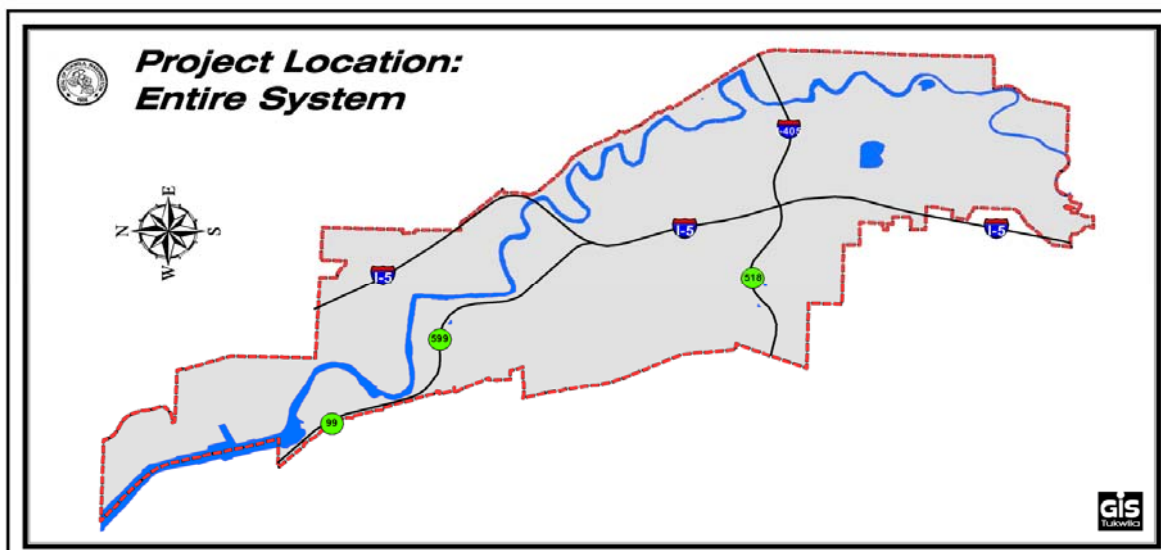 Project Location:
Entire System
I-405
E
N
S
W
I-5
I-5
I-5
518
599
99
GIS
Tukwila